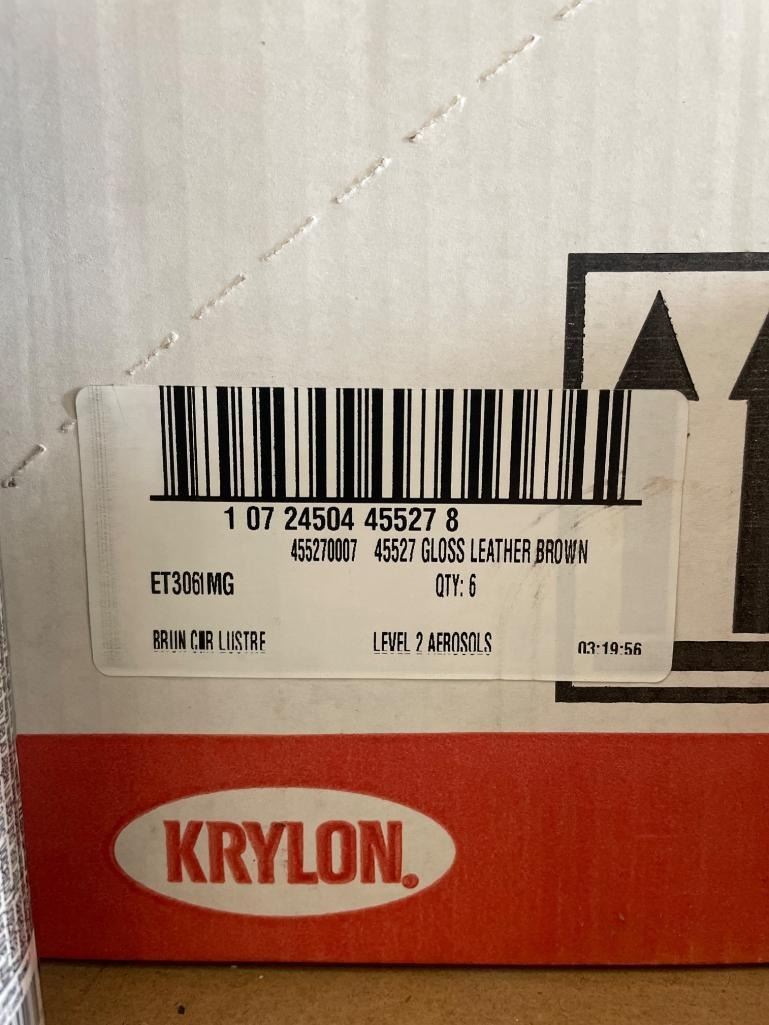 1 07 24504 45527 8
455270007 45527 GLOSS LEATHER BROWN
ET3061MG QTY: 6
BRUN CUIR LUSTRE LEVEL 2 AEROSOLS 03:19:56
KRYLON.